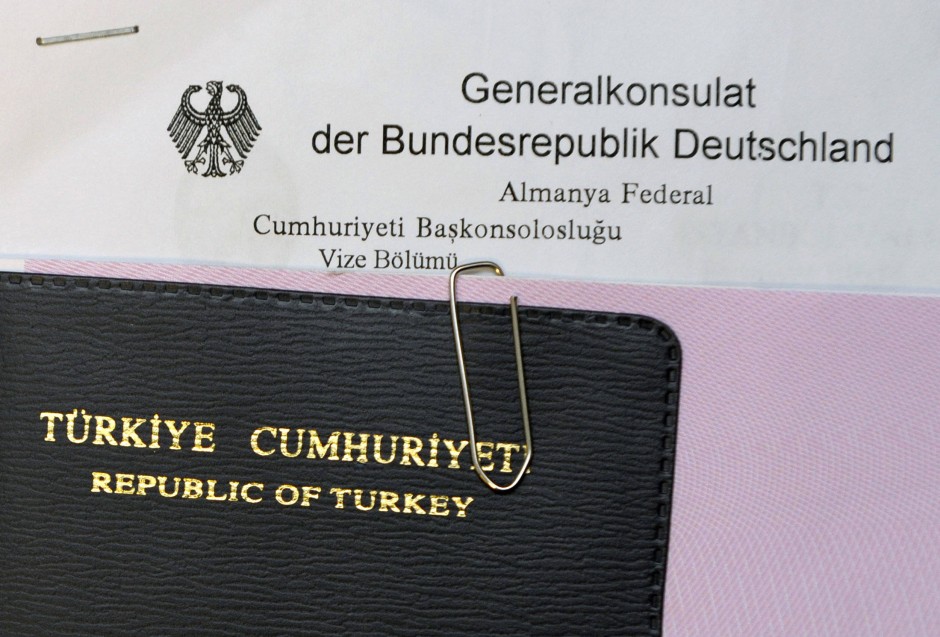 Generalkonsulat
der Bundesrepublik Deutschland
Almanya Federal
Cumhuriyeti Başkonsolosluğu
Vize Bölümü
TÜRKİYE CUMHURİYETİ
REPUBLIC OF TURKEY